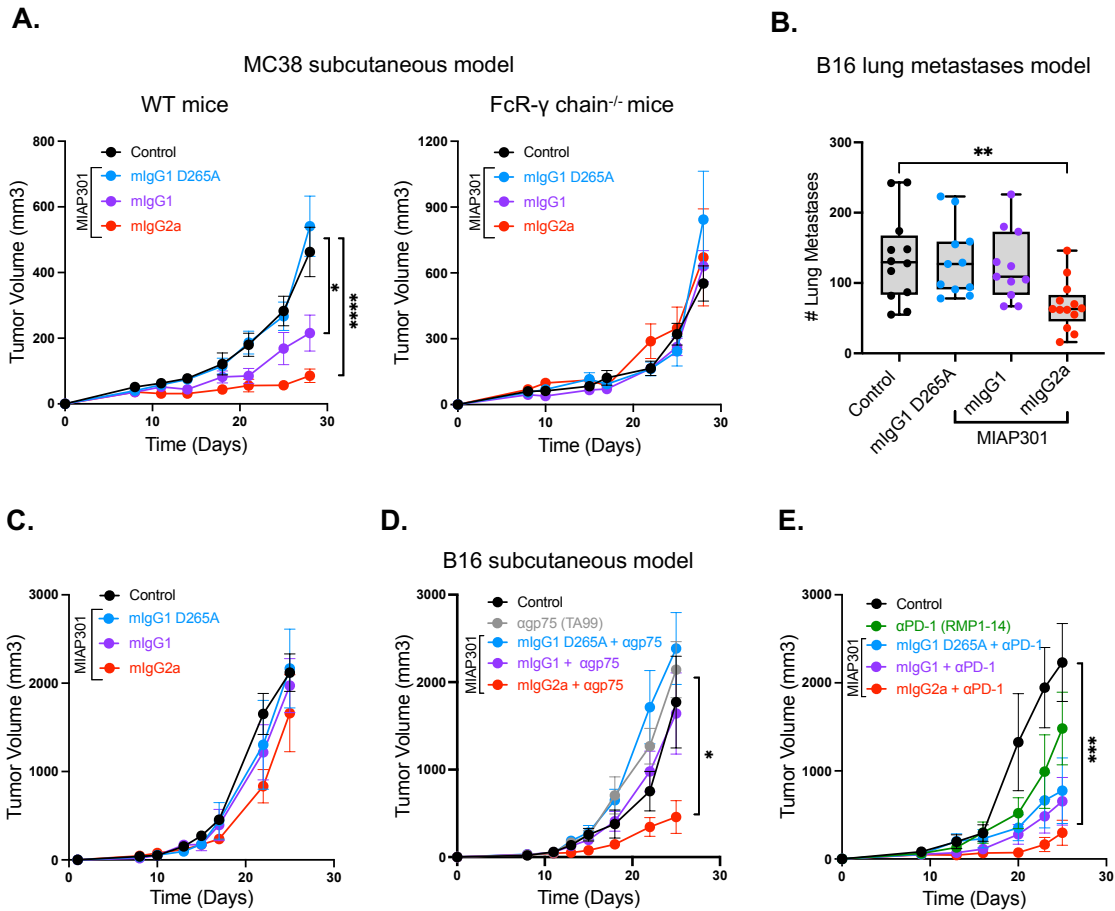 A.
MC38 subcutaneous model
WT mice
Tumor Volume (mm3)
800
600
400
200
0
0 10 20 30
Time (Days)
MIAP301
Control
mIgG1 D265A
mIgG1
mIgG2a
*
****
FcR-γ chain-/- mice
Tumor Volume (mm3)
1200
900
600
300
0
0 10 20 30
Time (Days)
MIAP301
Control
mIgG1 D265A
mIgG1
mIgG2a
B.
B16 lung metastases model
# Lung Metastases
300
200
100
0
**
Control
mIgG1 D265A
mIgG1
mIgG2a
MIAP301
C.
Tumor Volume (mm3)
3000
2000
1000
0
0 10 20 30
Time (Days)
MIAP301
Control
mIgG1 D265A
mIgG1
mIgG2a
D.
B16 subcutaneous model
Tumor Volume (mm3)
3000
2000
1000
0
0 10 20 30
Time (Days)
MIAP301
Control
αgp75 (TA99)
mIgG1 D265A + αgp75
mIgG1 + αgp75
mIgG2a + αgp75
*
E.
Tumor Volume (mm3)
3000
2000
1000
0
0 10 20 30
Time (Days)
MIAP301
Control
αPD-1 (RMP1-14)
mIgG1 D265A + αPD-1
mIgG1 + αPD-1
mIgG2a + αPD-1
***